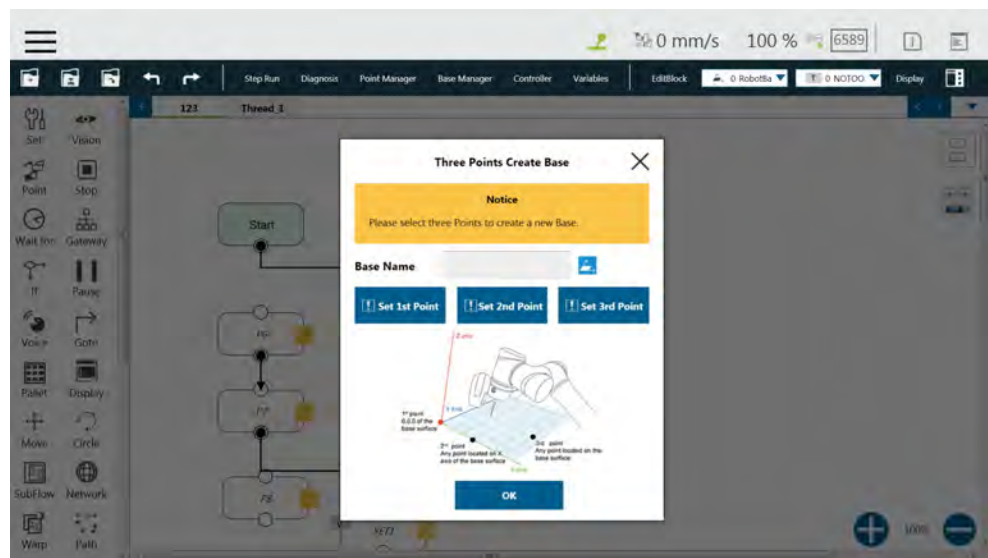 0 mm/s 100 % 6589
Step Run Diagnosis Point Manager Base Manager Controller Variables EditBlock 0 RobotBa 0 NOTOO Display
123 Thread_1
Set Vision
Point Stop
Wait for Gateway
If Pause
Voice Goto
Pallet Display
Move Circle
SubFlow Network
Warp Path
Start
P7
P8
SET1
Three Points Create Base
Notice
Please select three Points to create a new Base.
Base Name
Set 1st Point Set 2nd Point Set 3rd Point
Z axis
1st point
0,0,0 of the
base surface
2nd point
Any point located on X
axis of the base surface
3rd point
Any point located on the
base surface
OK
100%